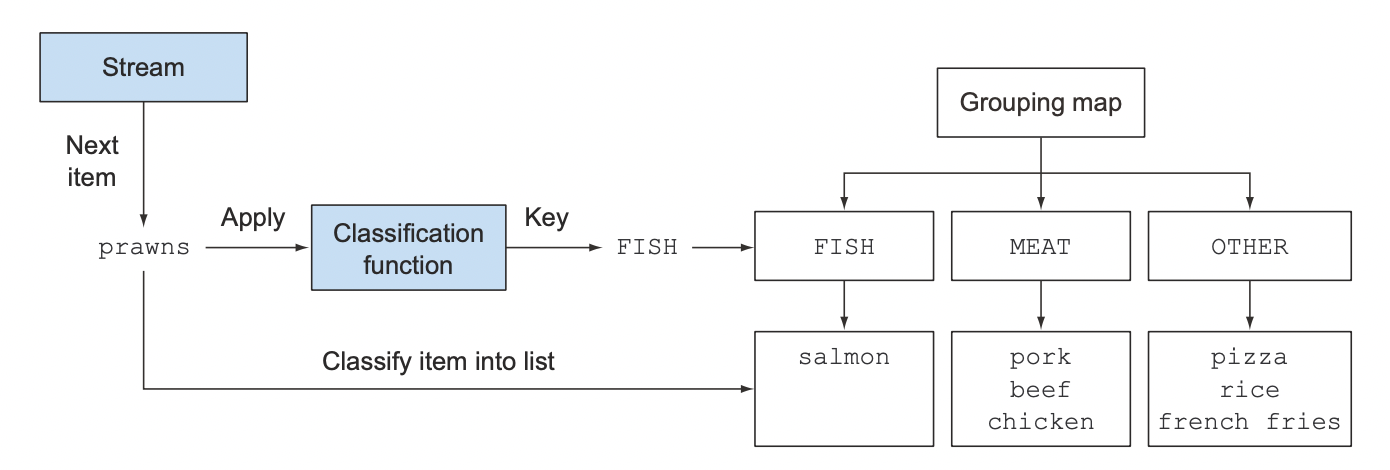 Stream
Next
item
prawns
Apply
Classification
function
Key
FISH
Classify item into list
Grouping map
FISH
MEAT
OTHER
salmon
pork
beef
chicken
pizza
rice
french fries